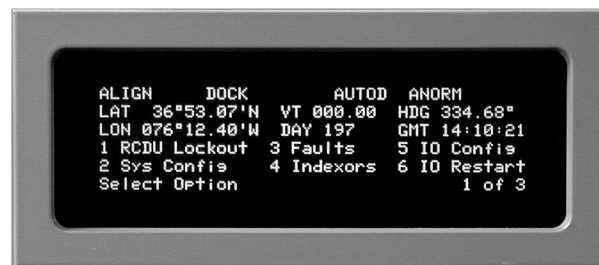 ALIGN DOCK AUTOD ANORM
LAT 36°53.07'N VT 000.00 HDG 334.68°
LON 076°12.40'W DAY 197 GMT 14:10:21
1 RCDU Lockout 3 Faults 5 IO Config
2 Sys Config 4 Indexors 6 IO Restart
Select Option 1 of 3